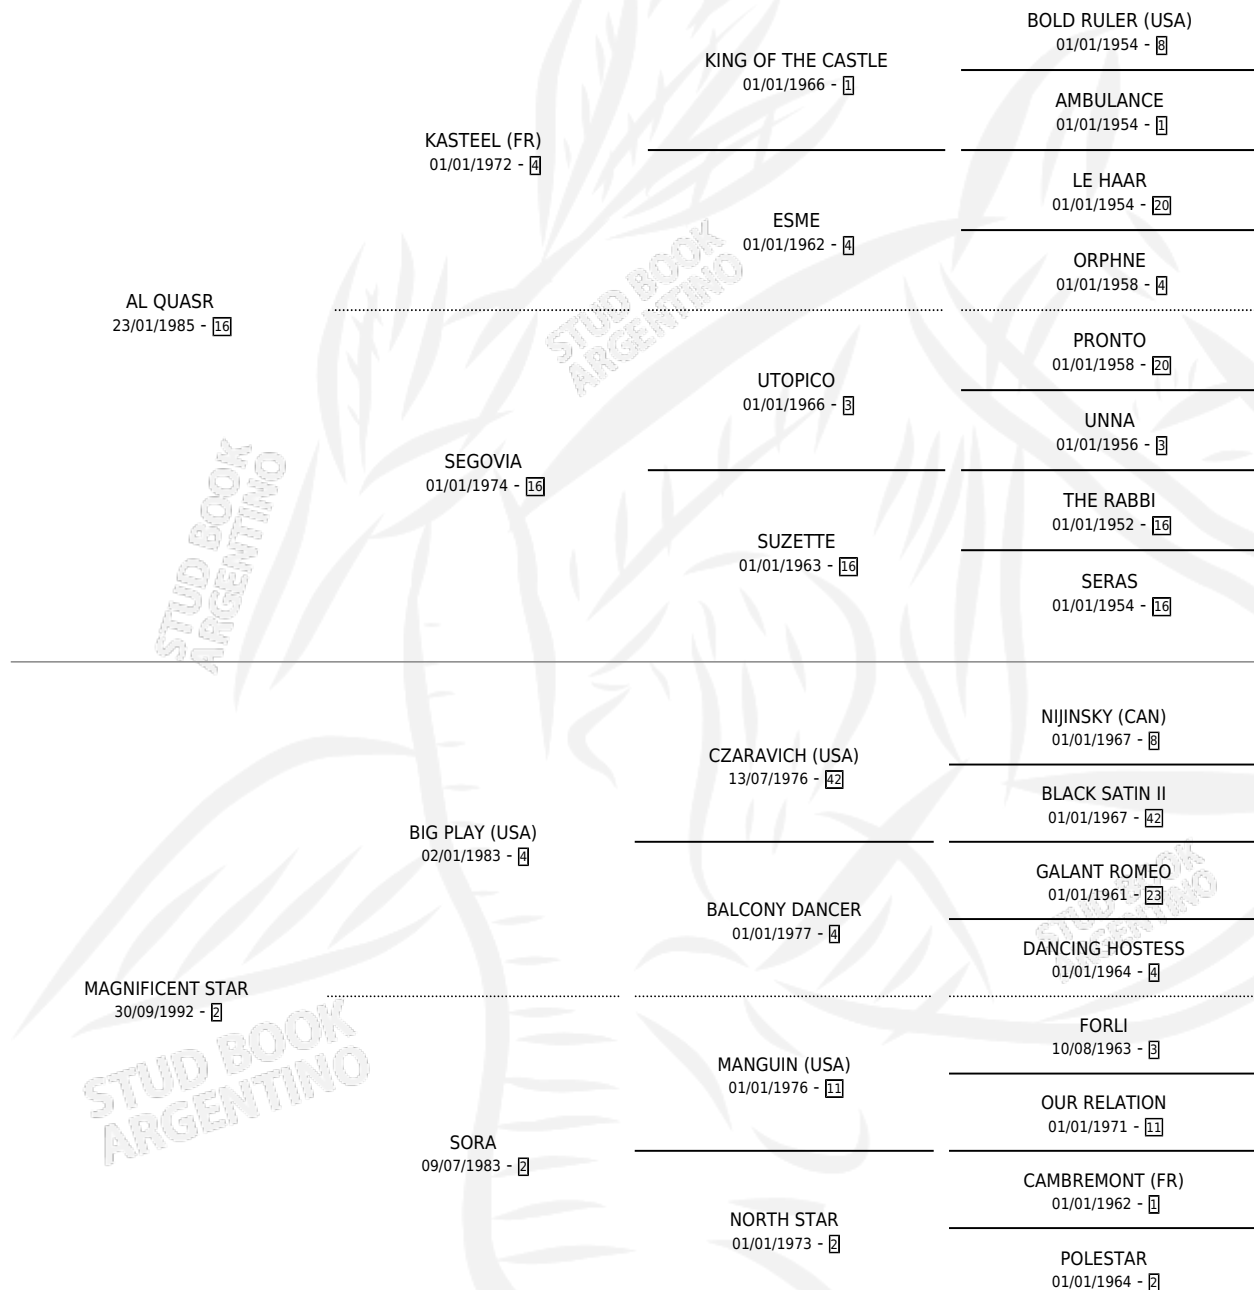 BOLD RULER (USA)
01/01/1954 - 8
KING OF THE CASTLE
01/01/1966 - 1
AMBULANCE
01/01/1954 - 1
KASTEEL (FR)
01/01/1972 - 4
LE HAAR
01/01/1954 - 20
ESME
01/01/1962 - 4
ORPHNE
01/01/1958 - 4
AL QUASR
23/01/1985 - 16
PRONTO
01/01/1958 - 20
UTOPICO
01/01/1966 - 3
UNNA
01/01/1956 - 3
SEGOVIA
01/01/1974 - 16
THE RABBI
01/01/1952 - 16
SUZETTE
01/01/1963 - 16
SERAS
01/01/1954 - 16
STUD BOOK
ARGENTINO
STUD BOOK
ARGENTINO
NIJINSKY (CAN)
01/01/1967 - 8
CZARAVICH (USA)
13/07/1976 - 42
BLACK SATIN II
01/01/1967 - 42
BIG PLAY (USA)
02/01/1983 - 4
GALANT ROMEO
01/01/1961 - 23
BALCONY DANCER
01/01/1977 - 4
DANCING HOSTESS
01/01/1964 - 4
MAGNIFICENT STAR
30/09/1992 - 2
FORLI
10/08/1963 - 3
MANGUIN (USA)
01/01/1976 - 11
OUR RELATION
01/01/1971 - 11
SORA
09/07/1983 - 2
CAMBREMONT (FR)
01/01/1962 - 1
NORTH STAR
01/01/1973 - 2
POLESTAR
01/01/1964 - 2
STUD BOOK
ARGENTINO
STUD BOOK
ARGENTINO